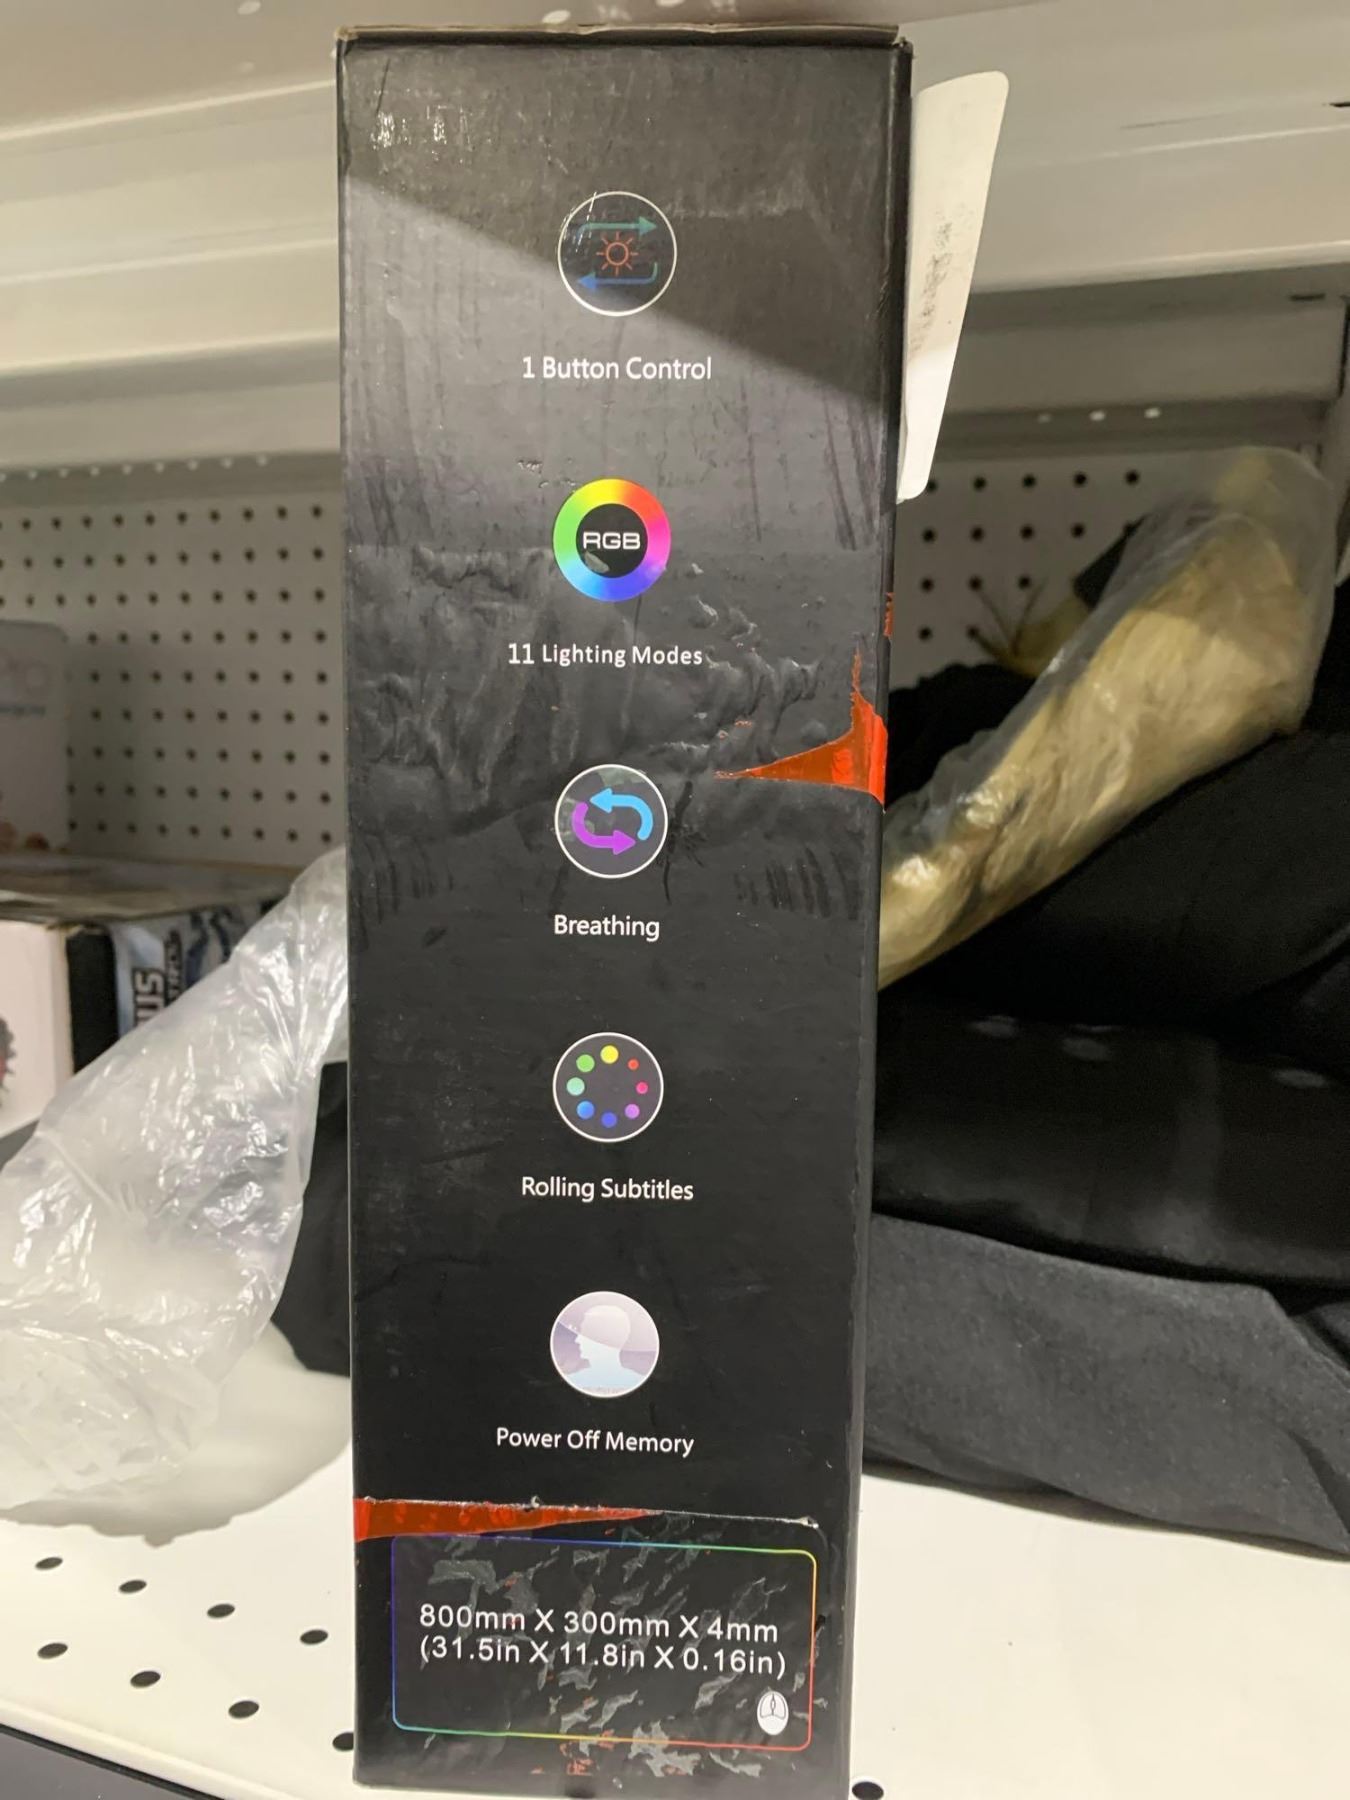 1 Button Control
RGB
11 Lighting Modes
Breathing
Rolling Subtitles
Power Off Memory
800mm X 300mm X 4mm
(31.5in X 11.8in X 0.16in)